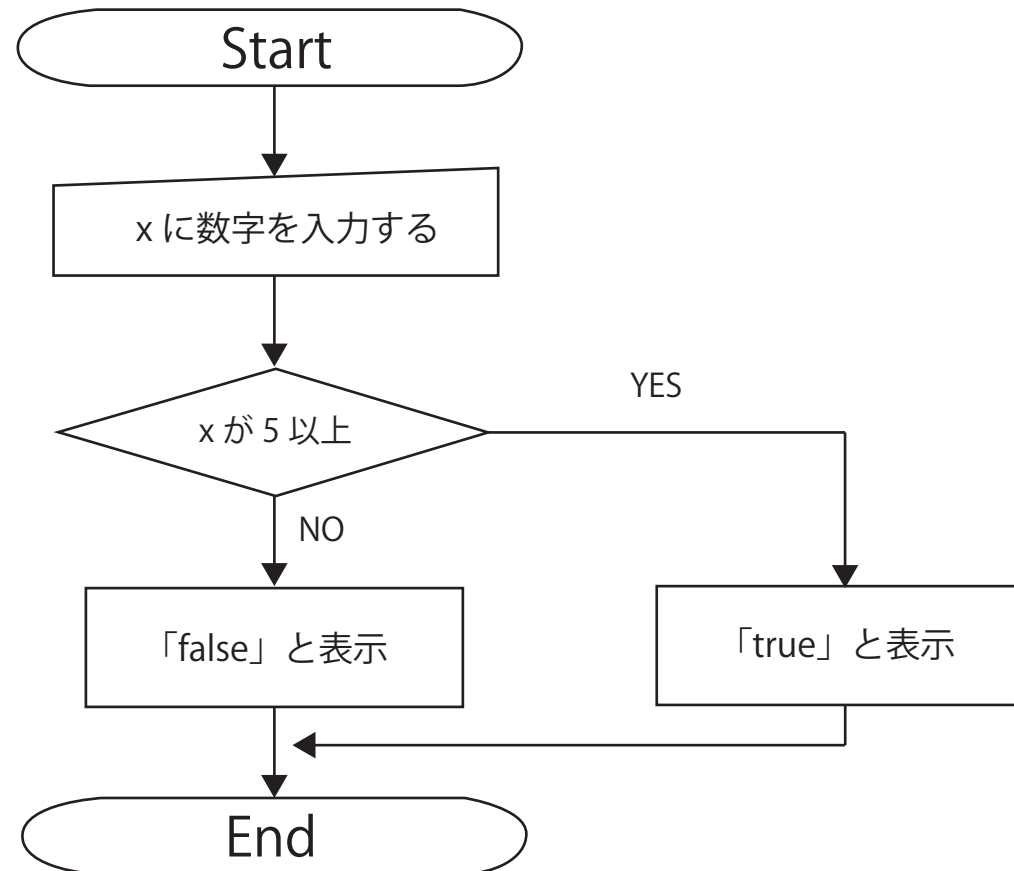 Start
x に数字を入力する
YES
x が 5 以上
NO
「false」と表示
「true」と表示
End